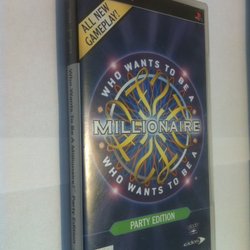 ALL NEW
GAMEPLAY!
Who Wants To Be A Millionaire? Party Edition
WHO WANTS TO BE A
MILLIONAIRE
WHO WANTS TO BE A
PARTY EDITION
EIDOS